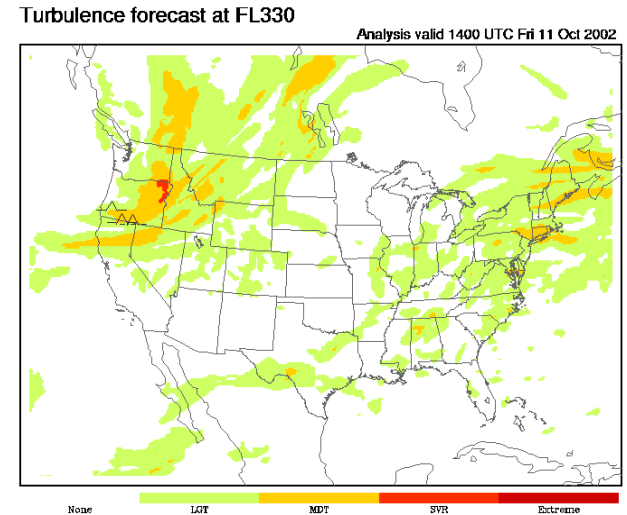 Turbulence forecast at FL330
Analysis valid 1400 UTC Fri 11 Oct 2002
None LGT MDT SVR Extreme